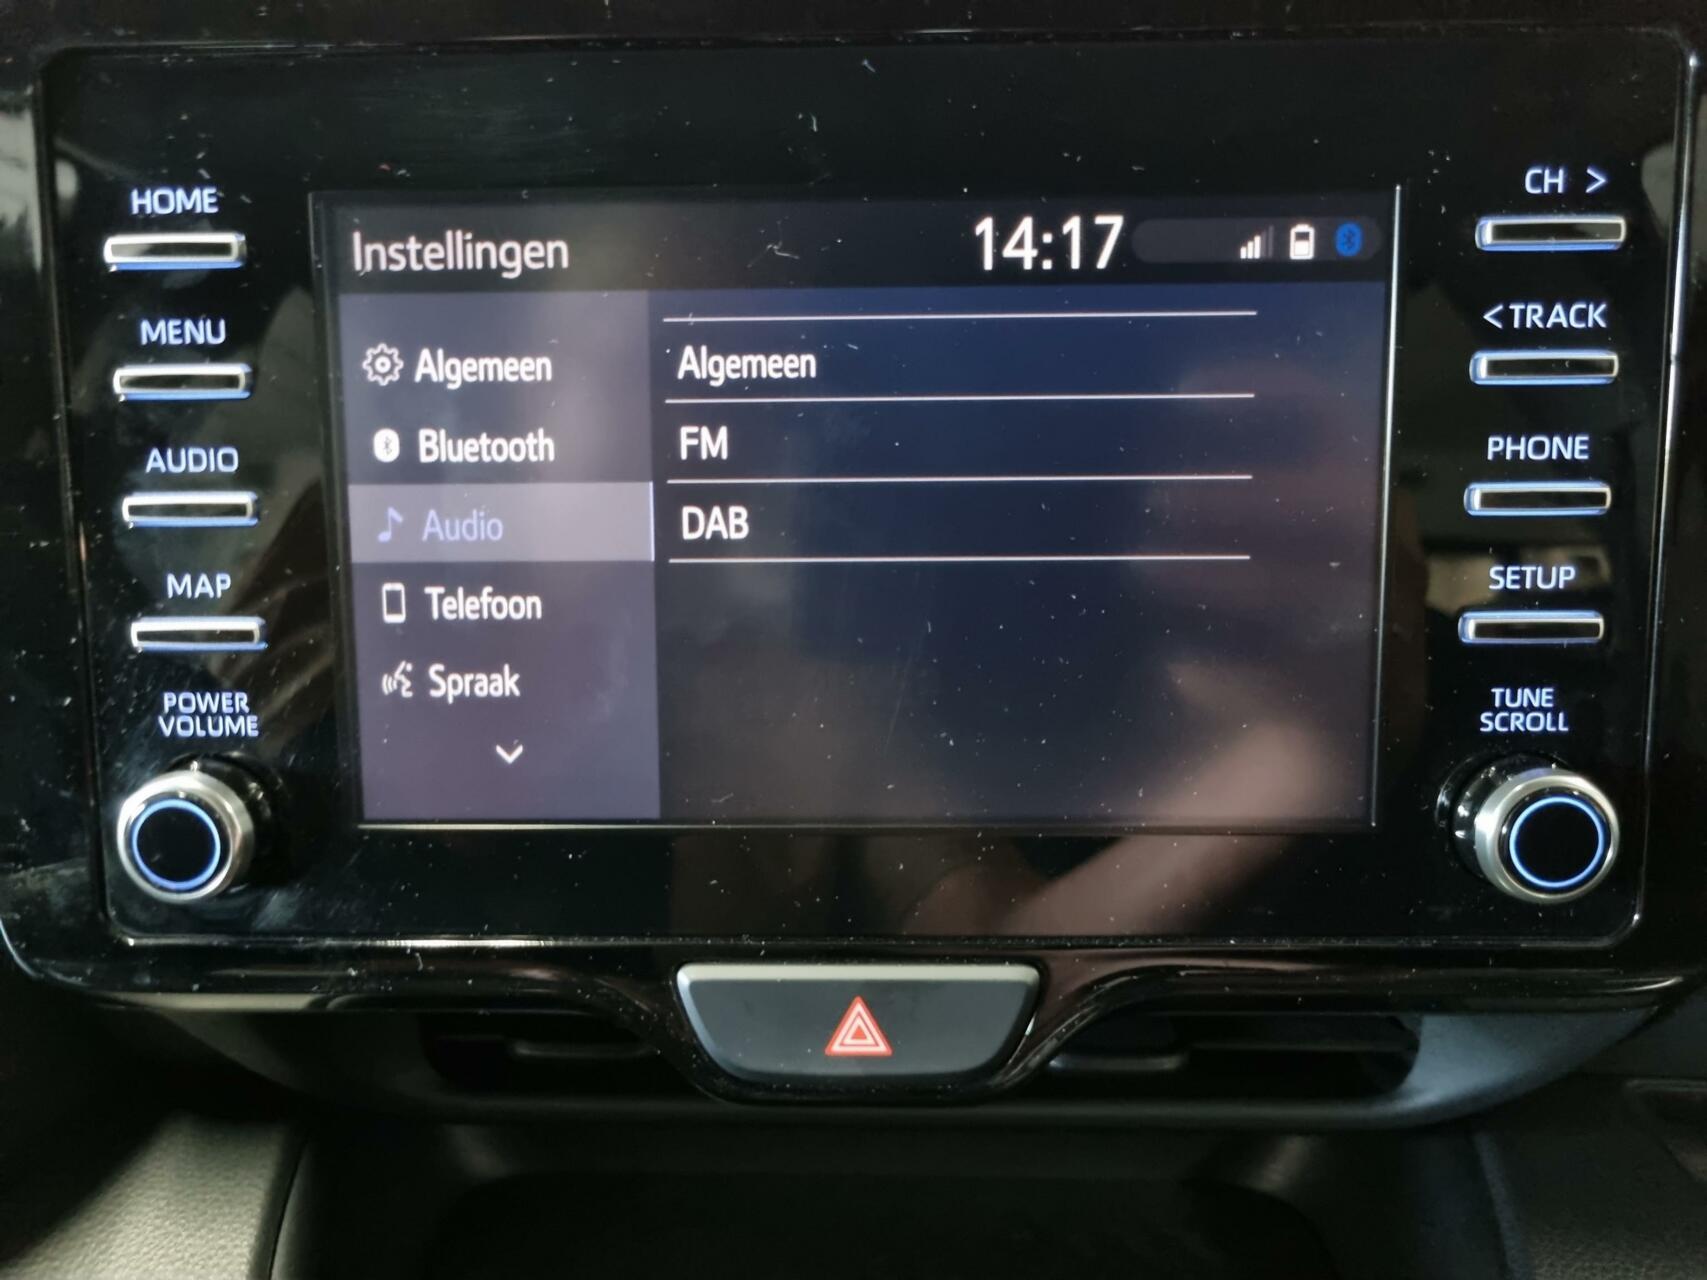 HOME
MENU
AUDIO
MAP
POWER
VOLUME
Instellingen
14:17
Algemeen
Bluetooth
Audio
Telefoon
Spraak
Algemeen
FM
DAB
CH >
< TRACK
PHONE
SETUP
TUNE
SCROLL